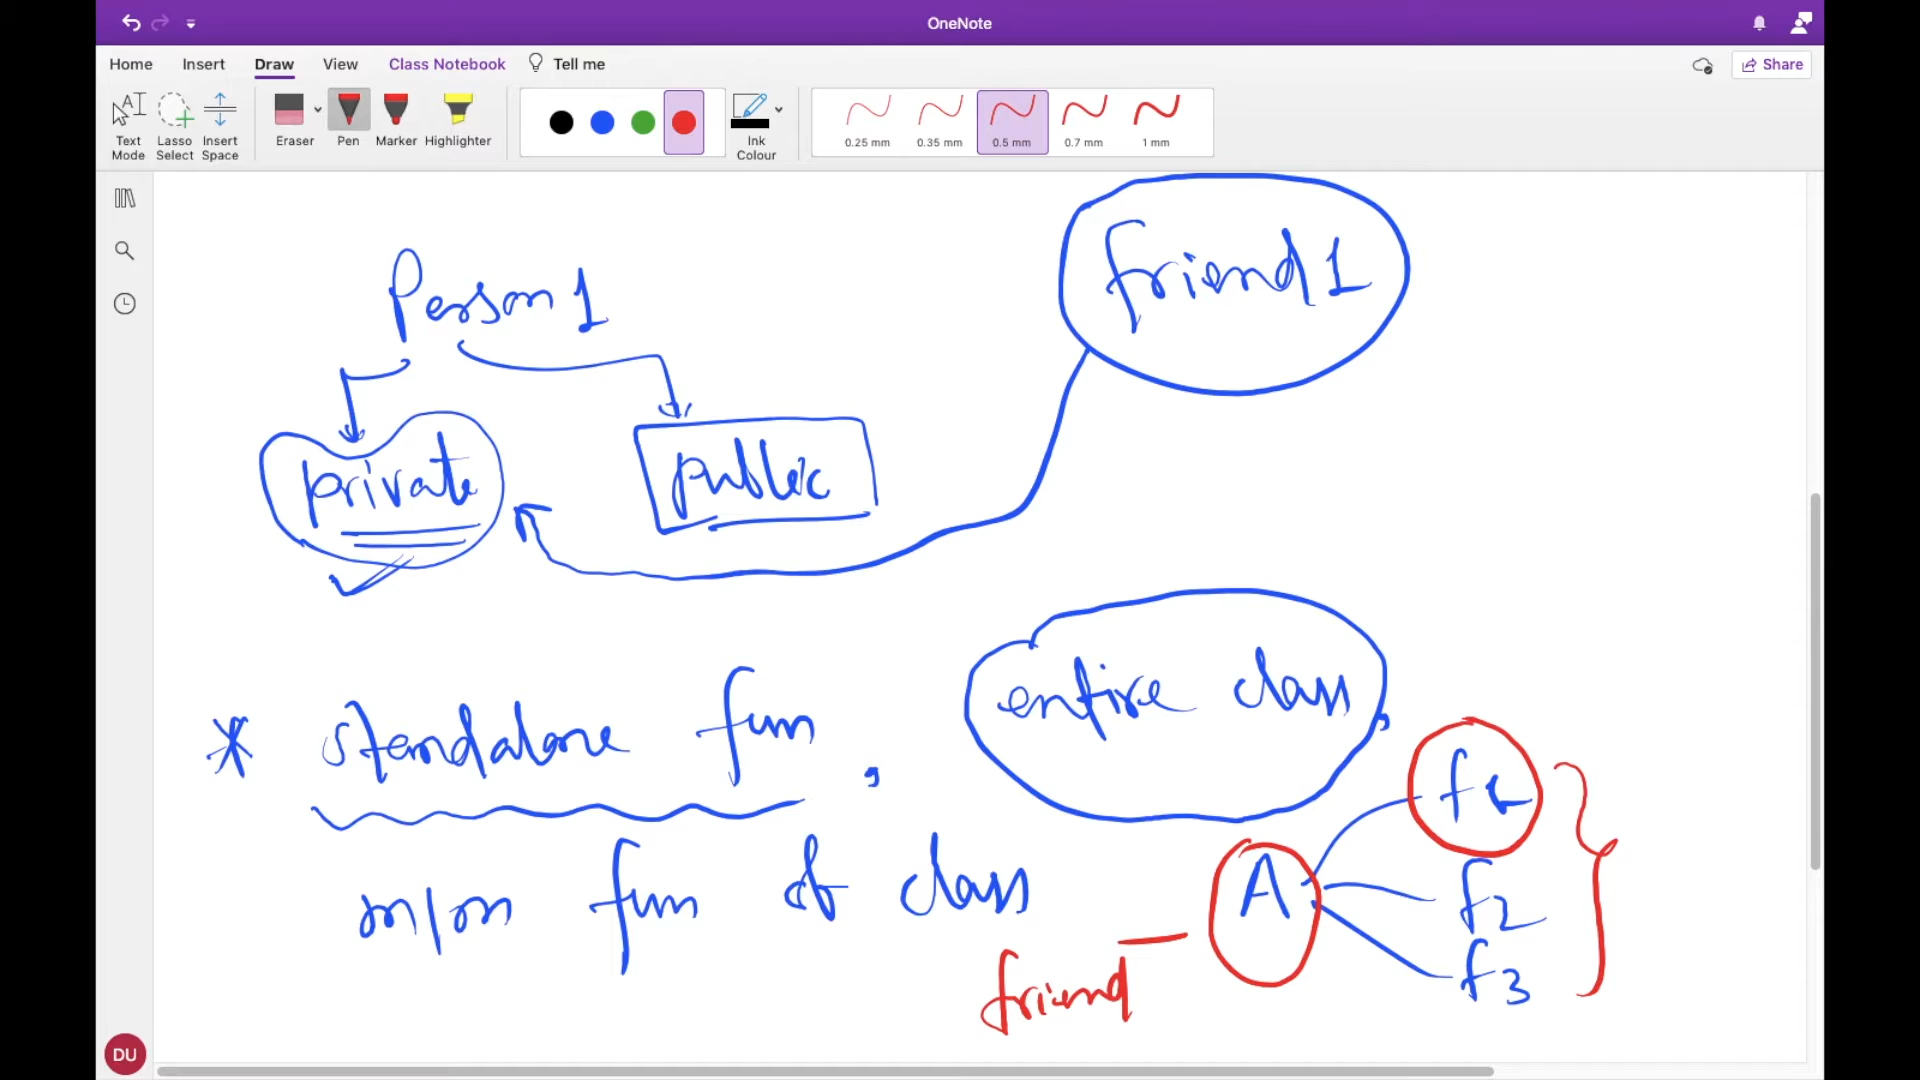 OneNote
Home Insert Draw View Class Notebook Tell me
Share
Text Mode
Lasso Select
Insert Space
Eraser
Pen
Marker
Highlighter
Ink Colour
0.25 mm
0.35 mm
0.5 mm
0.7 mm
1 mm
Person 1
friend 1
private
public
* standalone fun , entire class,
m/on fun of class
A
f1
f2
f3
friend
DU